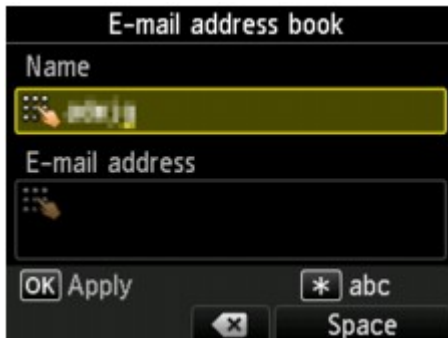 E-mail address book
Name
E-mail address
OK Apply
* abc
Space